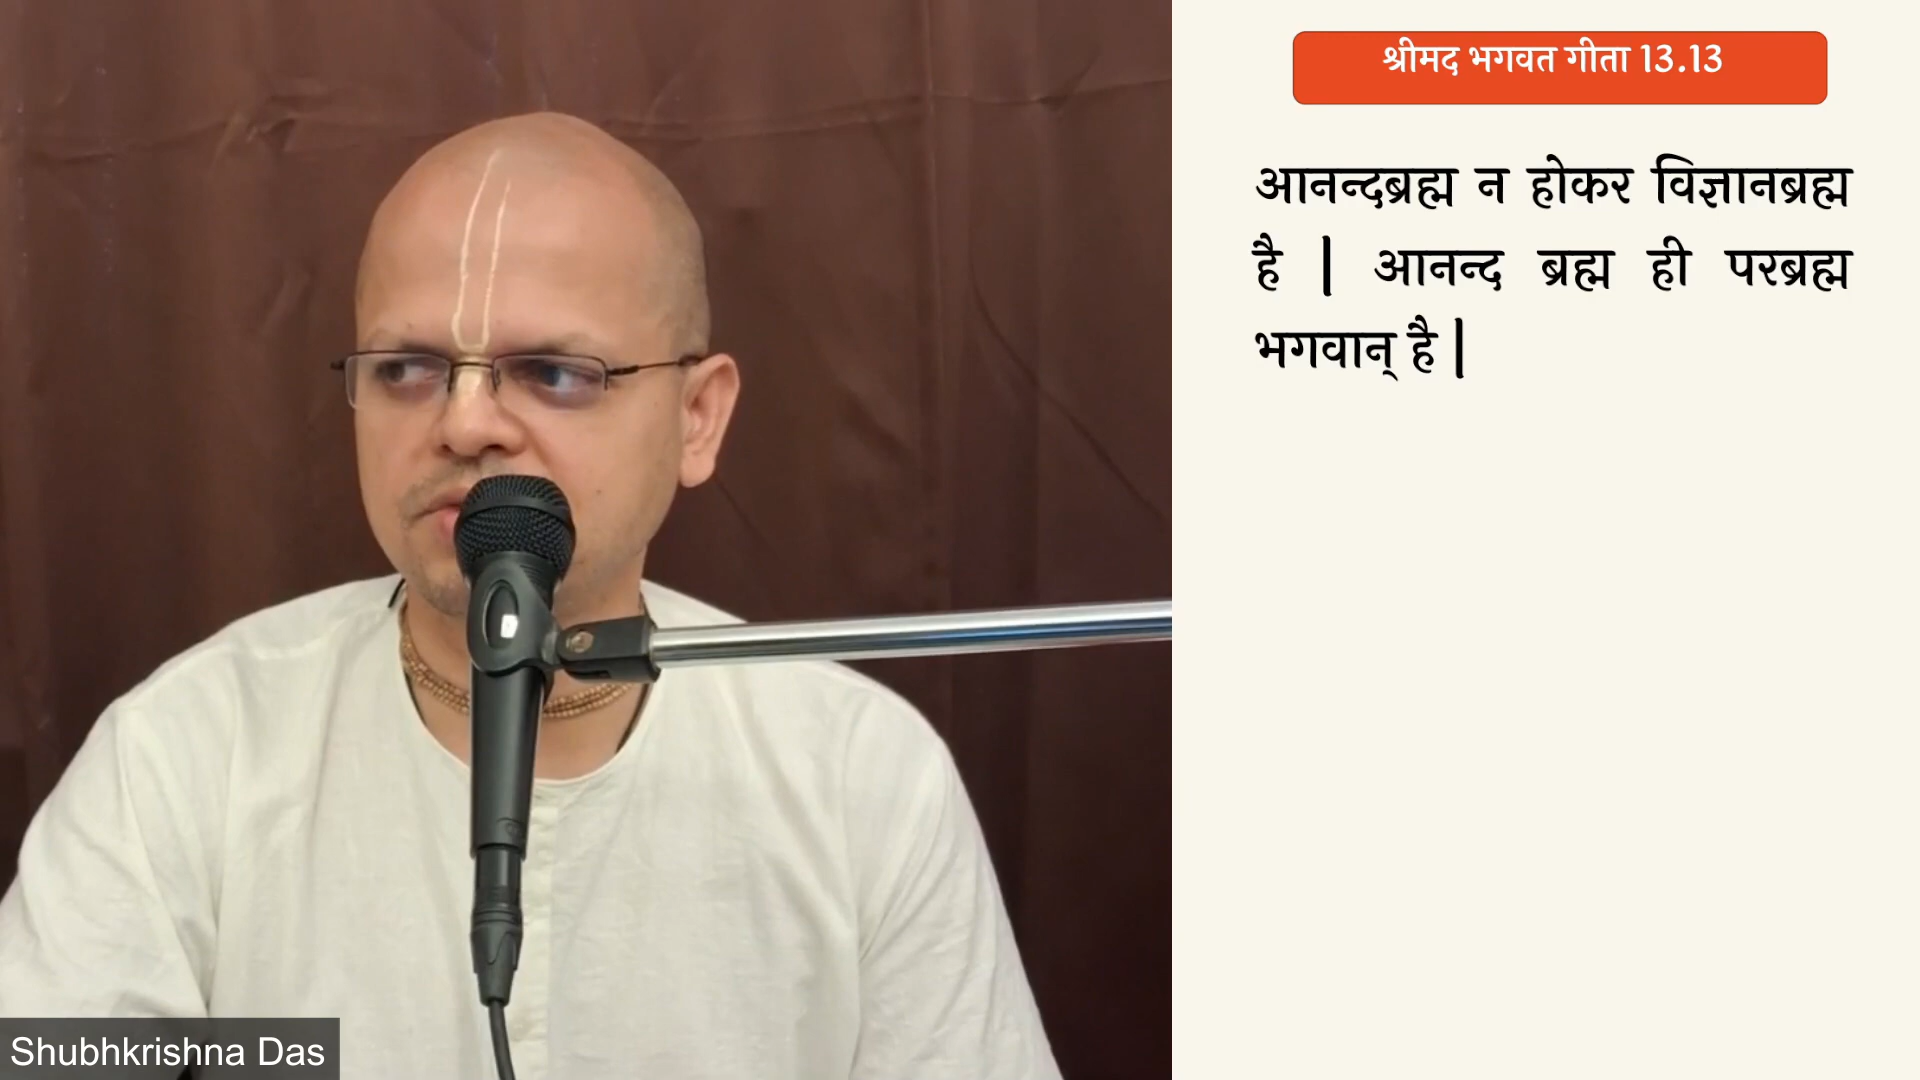 श्रीमद भगवत गीता 13.13
आनन्दब्रह्म न होकर विज्ञानब्रह्म
है | आनन्द ब्रह्म ही परब्रह्म
भगवान् है |
Shubhkrishna Das